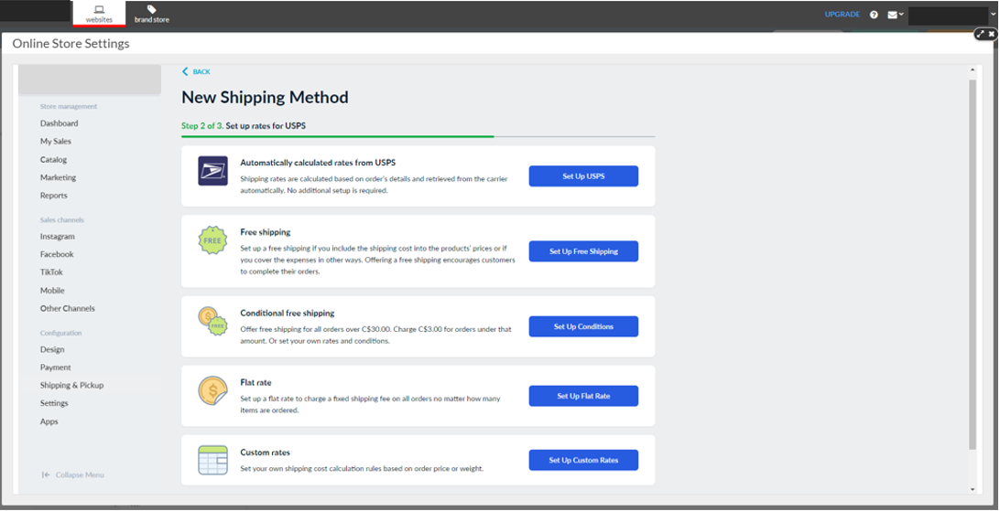 websites
brand store
UPGRADE
Online Store Settings
BACK
New Shipping Method
Step 2 of 3. Set up rates for USPS
Store management
Dashboard
My Sales
Catalog
Marketing
Reports
Sales channels
Instagram
Facebook
TikTok
Mobile
Other Channels
Configuration
Design
Payment
Shipping & Pickup
Settings
Apps
Collapse Menu
Automatically calculated rates from USPS
Shipping rates are calculated based on order's details and retrieved from the carrier
automatically. No additional setup is required.
Set Up USPS
FREE
Free shipping
Set up a free shipping if you include the shipping cost into the products' prices or if
you cover the expenses in other ways. Offering a free shipping encourages customers
to complete their orders.
Set Up Free Shipping
FREE
Conditional free shipping
Offer free shipping for all orders over C$30.00. Charge C$3.00 for orders under that
amount. Or set your own rates and conditions.
Set Up Conditions
Flat rate
Set up a flat rate to charge a fixed shipping fee on all orders no matter how many
items are ordered.
Set Up Flat Rate
Custom rates
Set your own shipping cost calculation rules based on order price or weight.
Set Up Custom Rates